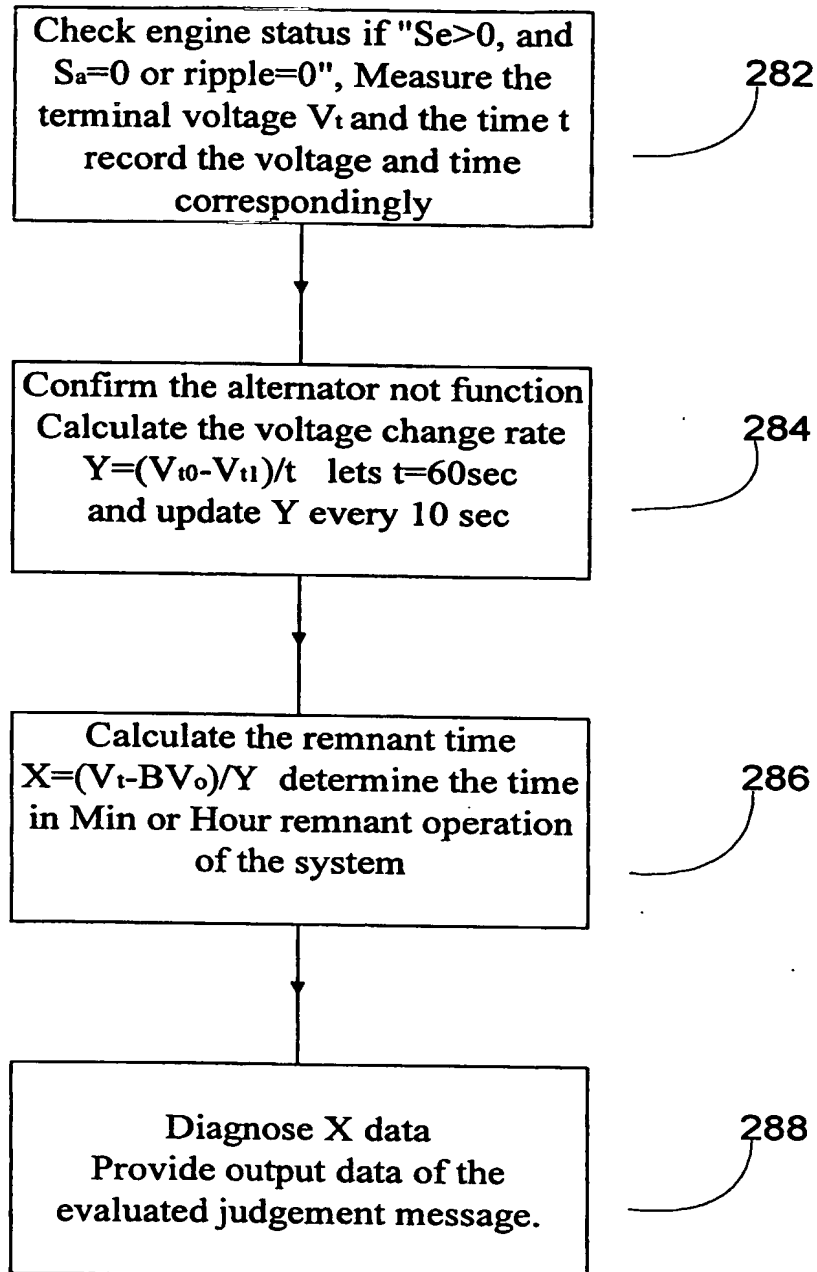 Check engine status if "Se>0, and
Sa=0 or ripple=0", Measure the
terminal voltage Vt and the time t
record the voltage and time
correspondingly
282
Confirm the alternator not function
Calculate the voltage change rate
Y=(Vt0-Vt1)/t lets t=60sec
and update Y every 10 sec
284
Calculate the remnant time
X=(Vt-BVo)/Y determine the time
in Min or Hour remnant operation
of the system
286
Diagnose X data
Provide output data of the
evaluated judgement message.
288